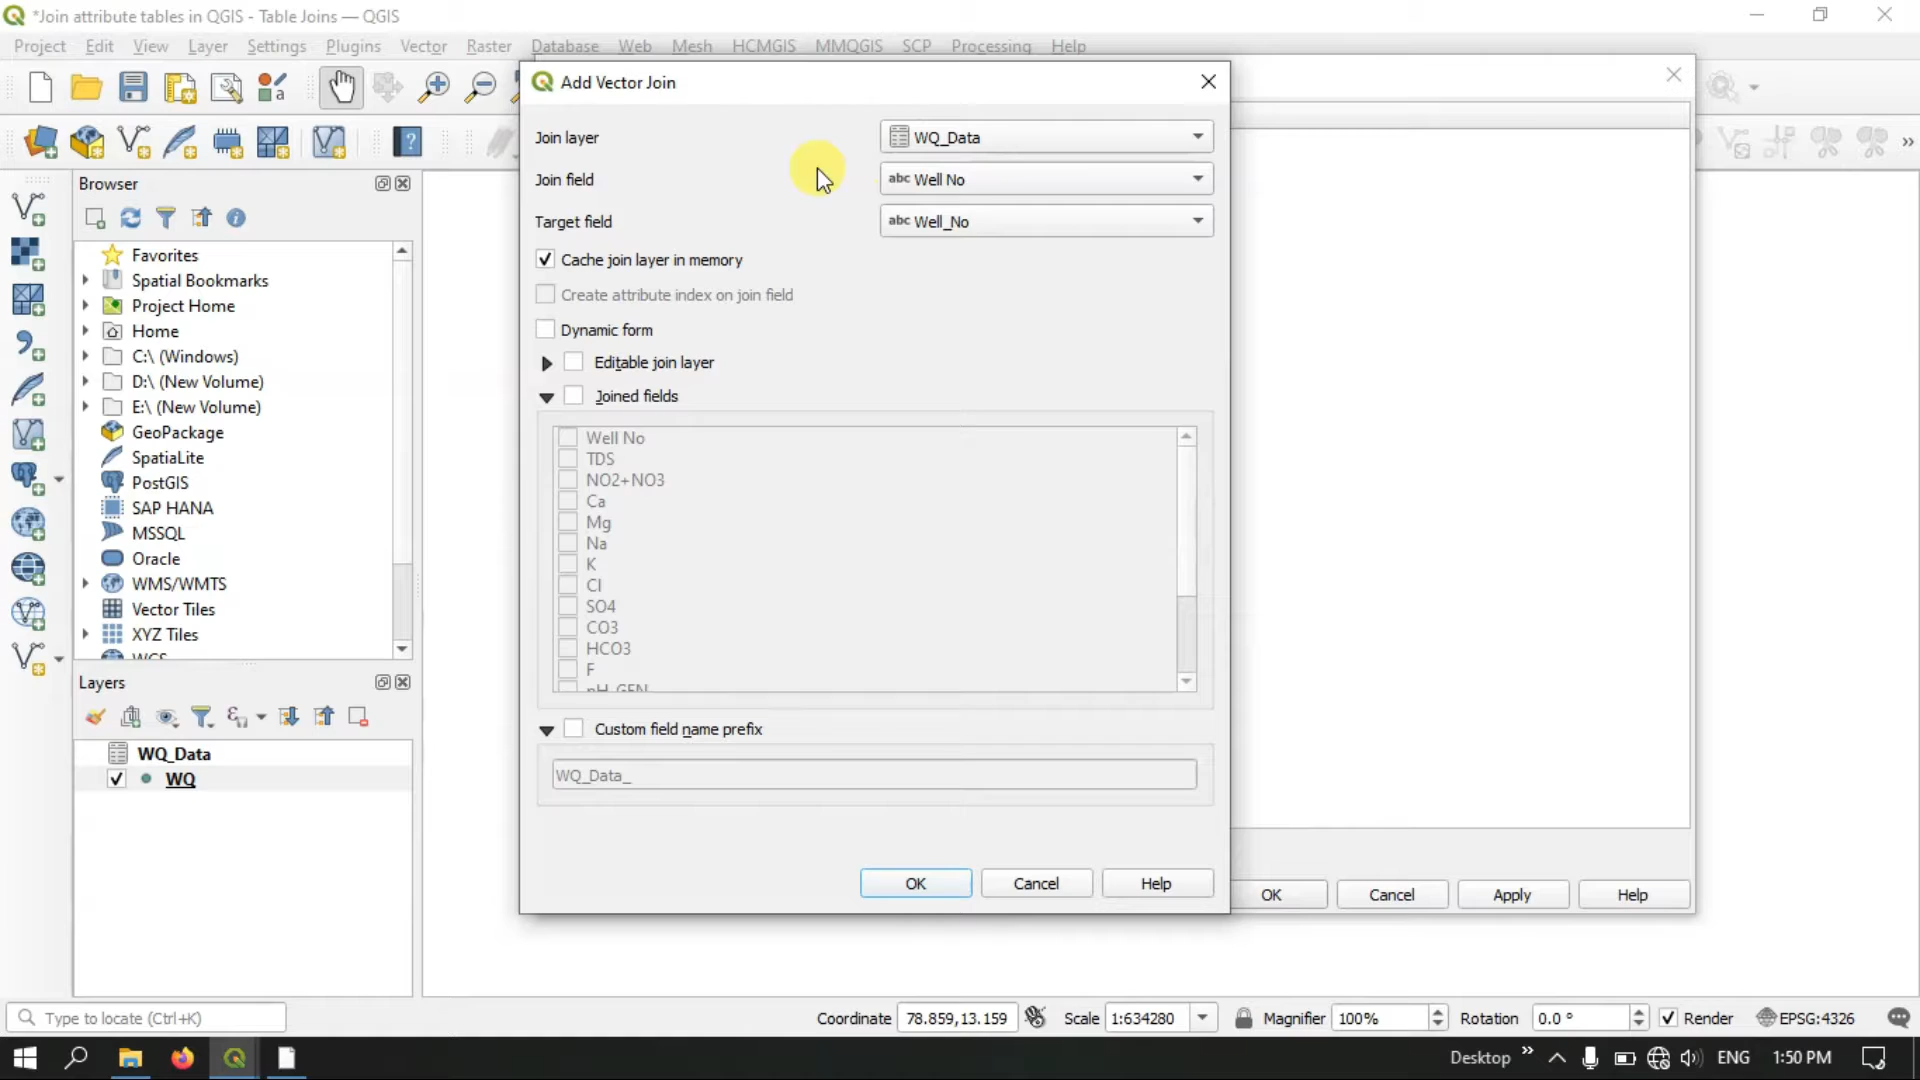 *Join attribute tables in QGIS - Table Joins — QGIS
Project Edit View Layer Settings Plugins Vector Raster Database Web Mesh HCMGIS MMQGIS SCP Processing Help
Add Vector Join
Join layer WQ_Data
Join field abc Well No
Target field abc Well_No
Cache join layer in memory
Create attribute index on join field
Dynamic form
Editable join layer
Joined fields
Well No
TDS
NO2+NO3
Ca
Mg
Na
K
Cl
SO4
CO3
HCO3
F
pH_GEN
Custom field name prefix
WQ_Data_
OK Cancel Help
OK Cancel Apply Help
Browser
Favorites
Spatial Bookmarks
Project Home
Home
C:\ (Windows)
D:\ (New Volume)
E:\ (New Volume)
GeoPackage
SpatiaLite
PostGIS
SAP HANA
MSSQL
Oracle
WMS/WMTS
Vector Tiles
XYZ Tiles
WCS
Layers
WQ_Data
WQ
Type to locate (Ctrl+K)
Coordinate 78.859,13.159 Scale 1:634280 Magnifier 100% Rotation 0.0 ° Render EPSG:4326
Desktop » ENG 1:50 PM